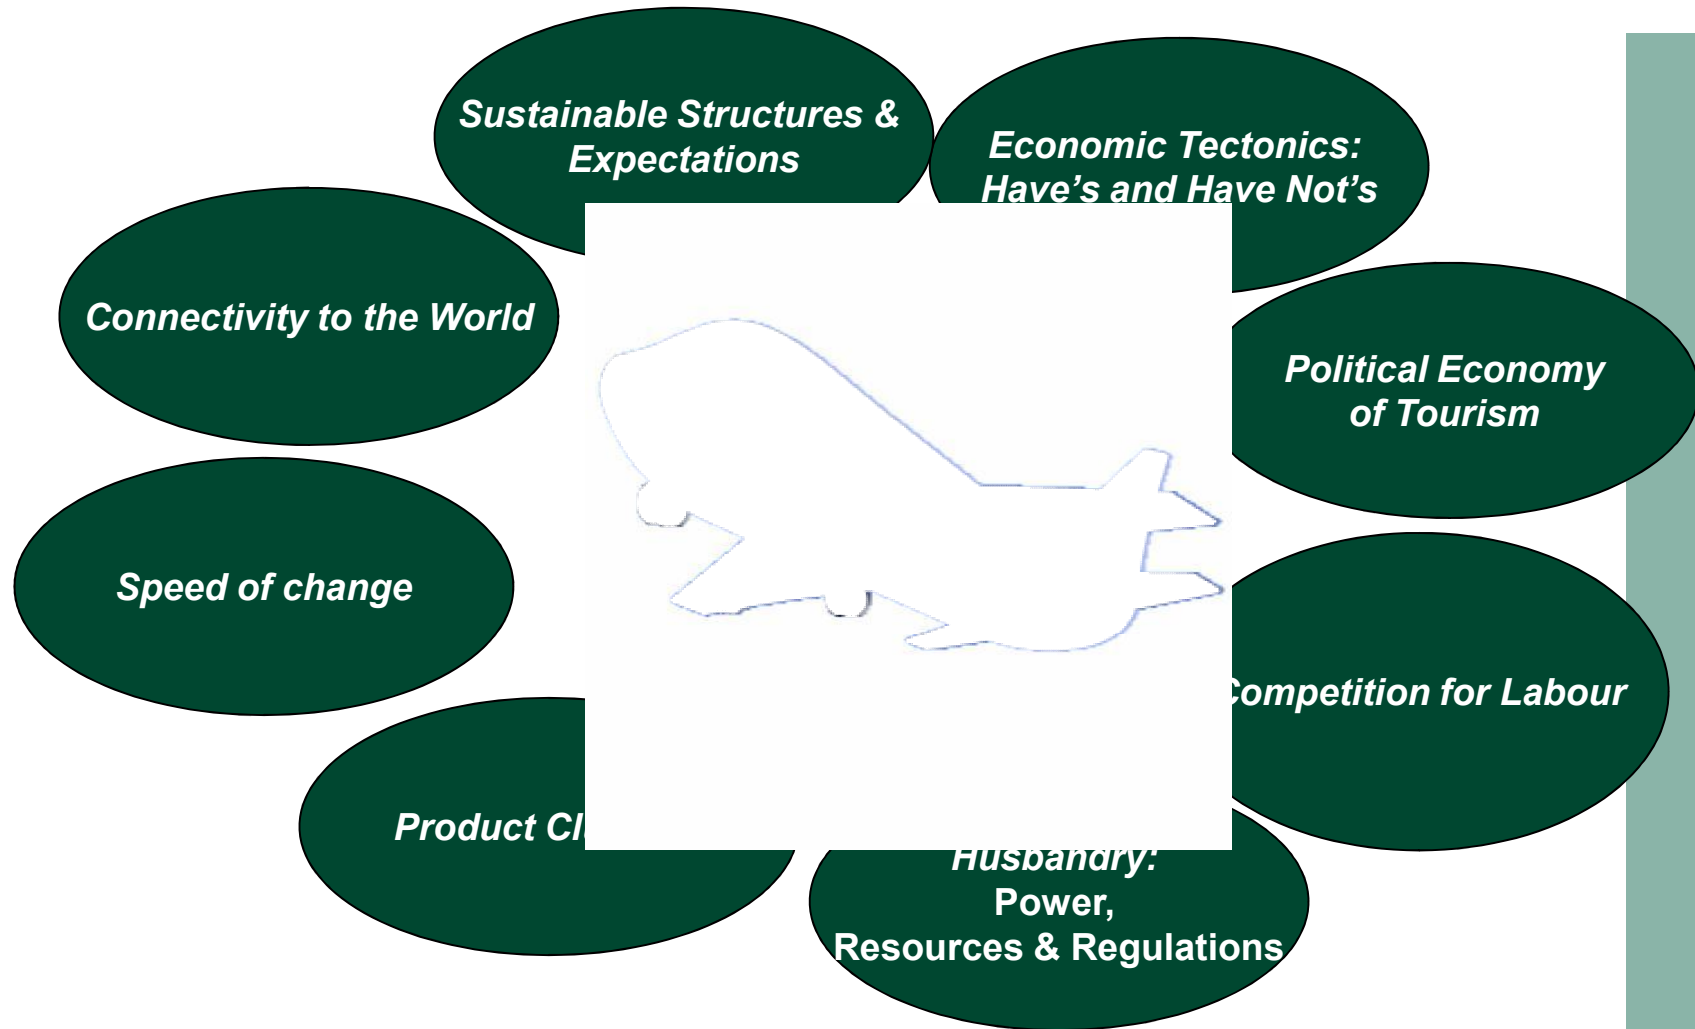 Sustainable Structures &
Expectations
Economic Tectonics:
Have's and Have Not's
Connectivity to the World
Political Economy
of Tourism
Speed of change
Competition for Labour
Product
Husbandry:
Power,
Resources & Regulations